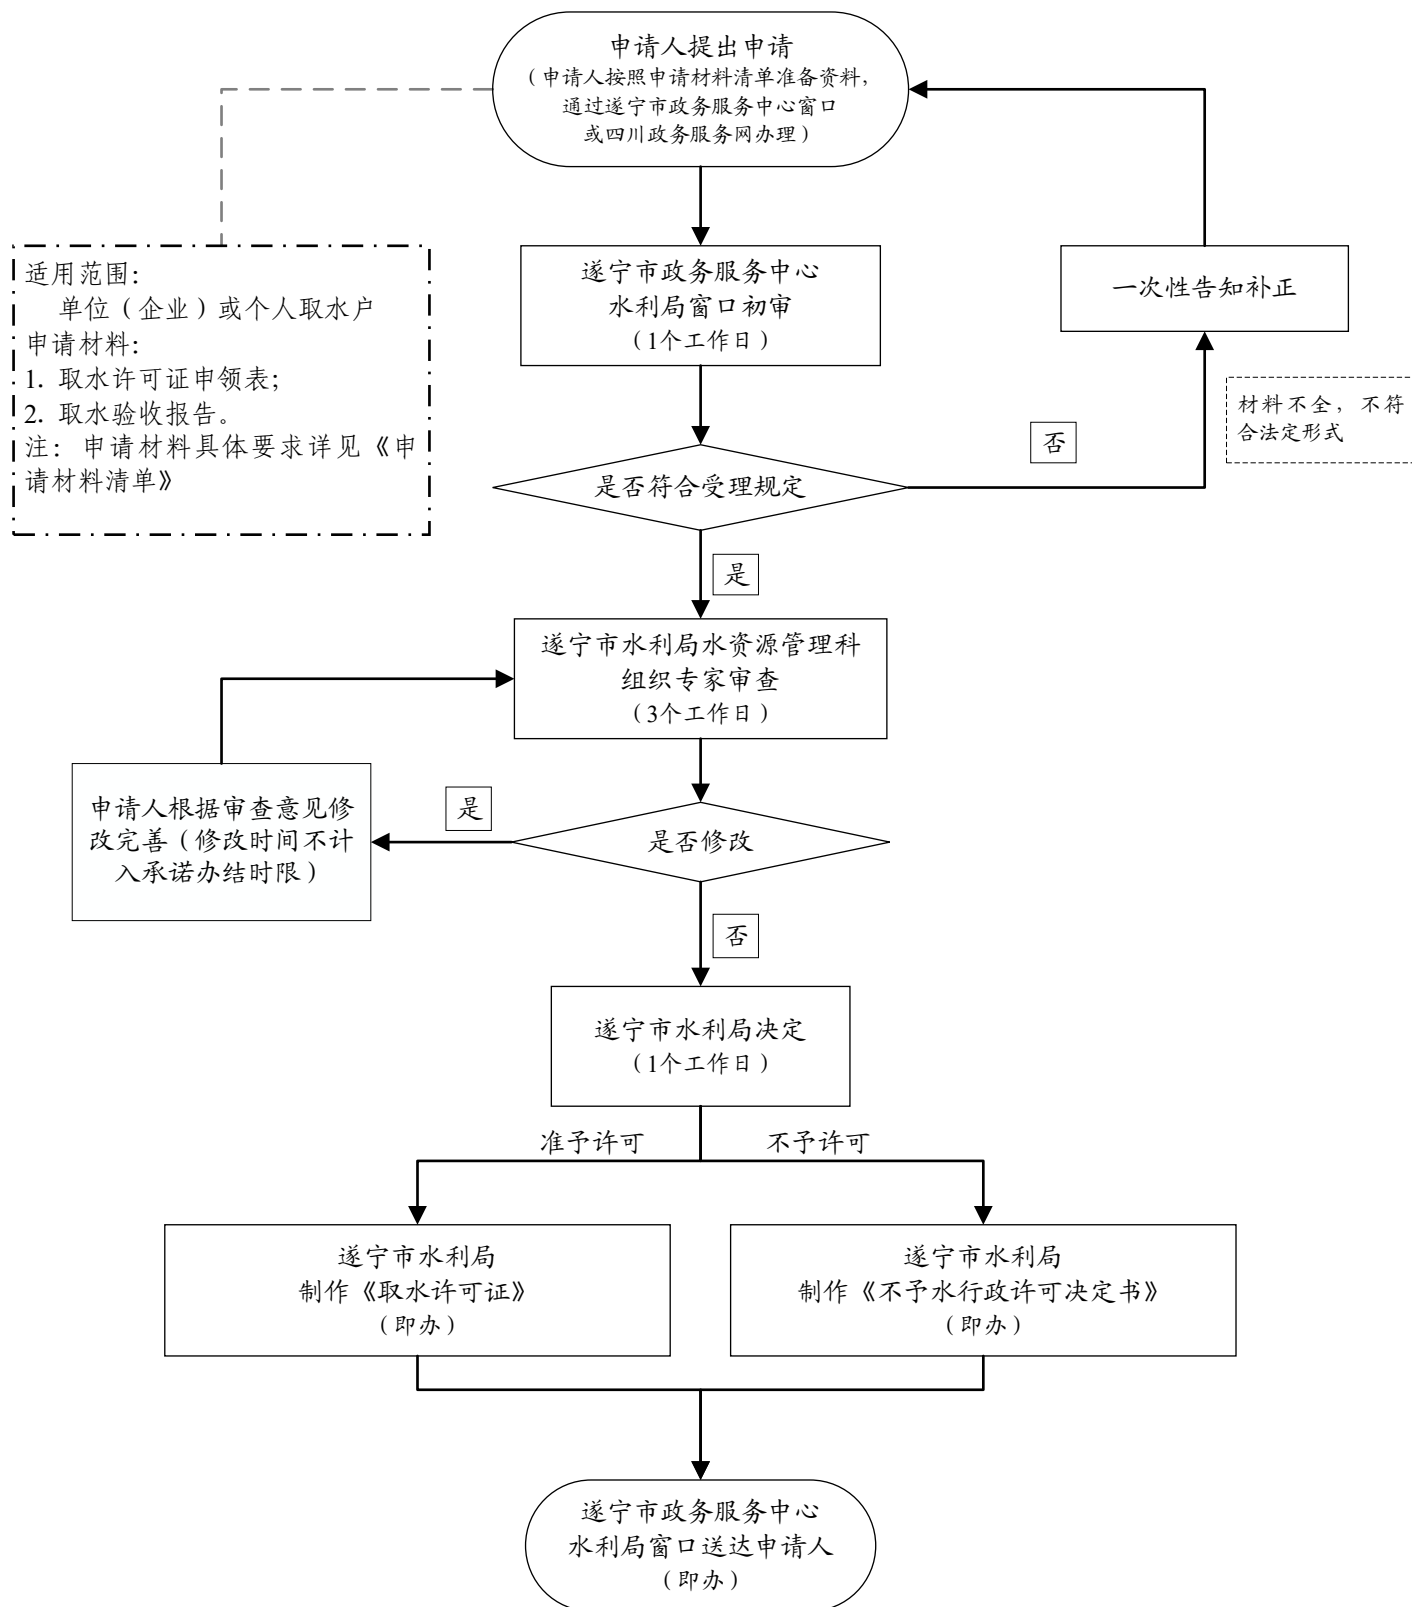 申请人提出申请
（申请人按照申请材料清单准备资料，
通过遂宁市政务服务中心窗口
或四川政务服务网办理）
适用范围：
单位（企业）或个人取水户
申请材料：
1. 取水许可证申领表；
2. 取水验收报告。
注：申请材料具体要求详见《申
请材料清单》
遂宁市政务服务中心
水利局窗口初审
（1个工作日）
一次性告知补正
材料不全，不符
合法定形式
否
是否符合受理规定
是
遂宁市水利局水资源管理科
组织专家审查
（3个工作日）
申请人根据审查意见修
改完善（修改时间不计
入承诺办结时限）
是
是否修改
否
遂宁市水利局决定
（1个工作日）
准予许可
不予许可
遂宁市水利局
制作《取水许可证》
（即办）
遂宁市水利局
制作《不予水行政许可决定书》
（即办）
遂宁市政务服务中心
水利局窗口送达申请人
（即办）